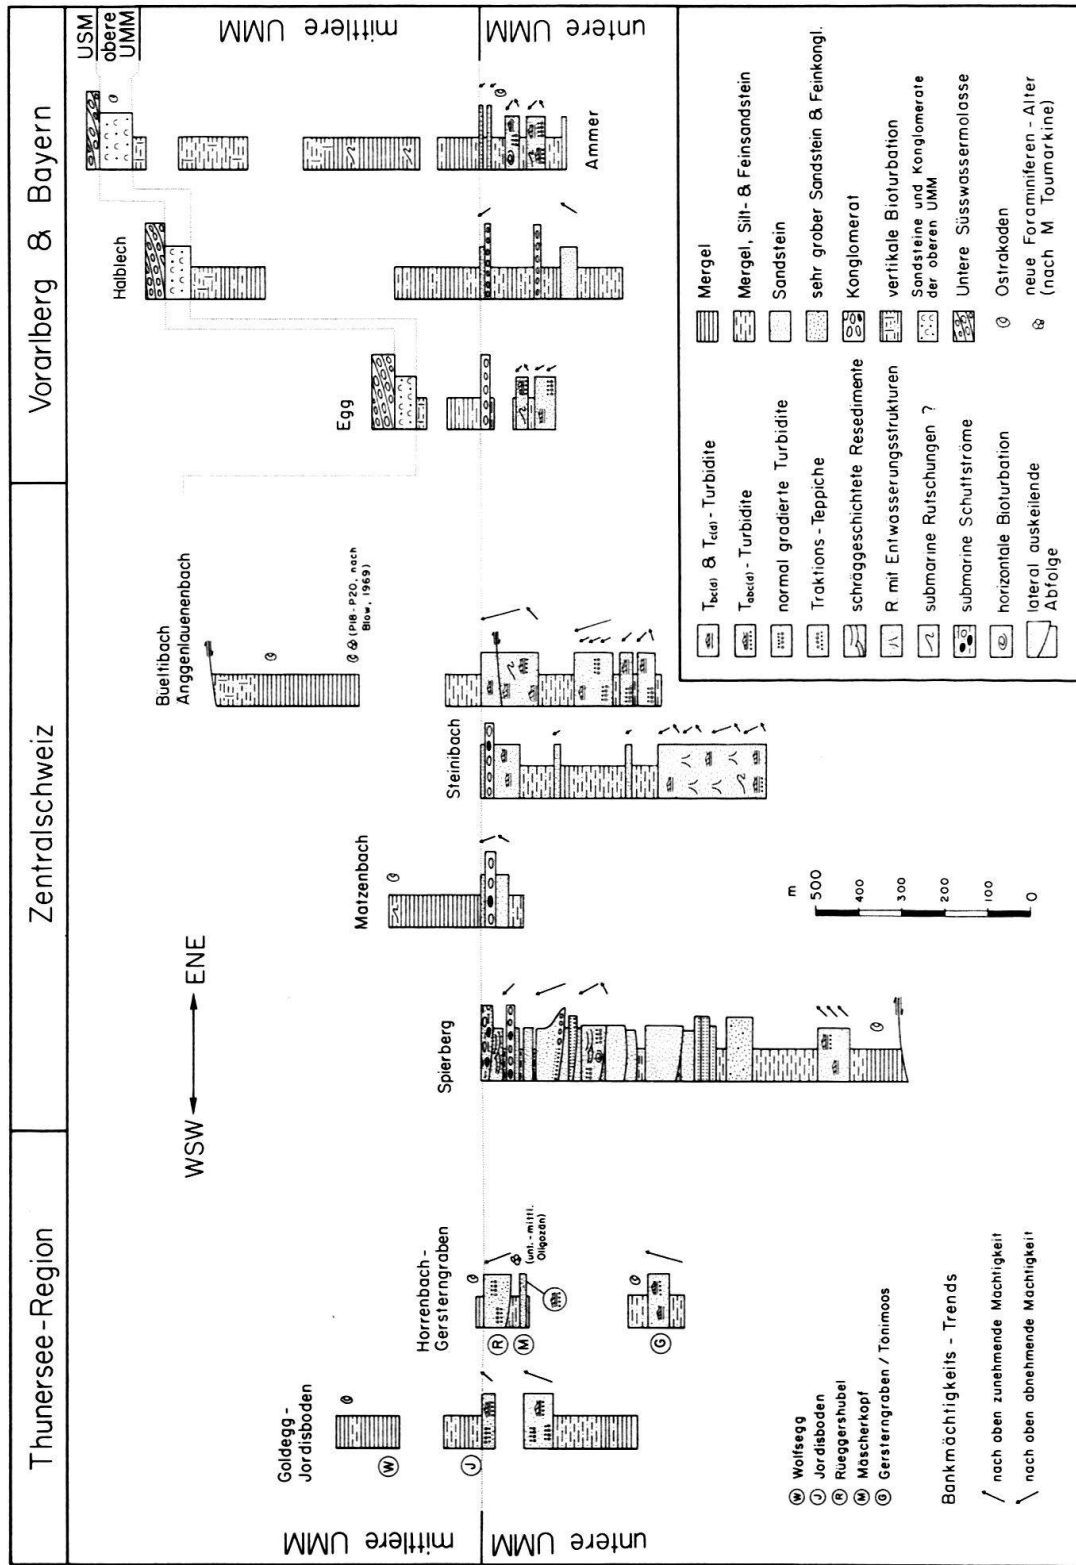 Thunersee-Region
Zentralschweiz
Vorarlberg & Bayern
mittlere UMM
untere UMM
USM
obere
UMM
mittlere UMM
untere UMM
WSW
ENE
Goldegg-
Jordisboden
W
J
Horrenbach-
Gersterngraben
(unt.-mittl.
Oligozän)
R
M
G
Spierberg
Matzenbach
Steinibach
Büeltibach
Anggenlauenenbach
(P18-P20, nach
Blow, 1969)
Egg
Halblech
Ammer
m
500
400
300
200
100
0
W Wolfsegg
J Jordisboden
R Rüeggershubel
M Mäscherkopf
G Gersterngraben / Tönimoos
Bankmächtigkeits - Trends
nach oben zunehmende Mächtigkeit
nach oben abnehmende Mächtigkeit
Tbc(d) & Tc(d) - Turbidite
Tabc(d) - Turbidite
normal gradierte Turbidite
Traktions - Teppiche
schräggeschichtete Resedimente
R mit Entwässerungsstrukturen
submarine Rutschungen ?
submarine Schuttströme
horizontale Bioturbation
lateral auskeilende
Abfolge
Mergel
Mergel, Silt- & Feinsandstein
Sandstein
sehr grober Sandstein & Feinkongl.
Konglomerat
vertikale Bioturbation
Sandsteine und Konglomerate
der oberen UMM
Untere Süsswassermolasse
Ostrakoden
neue Foraminiferen - Alter
(nach M Toumarkine)